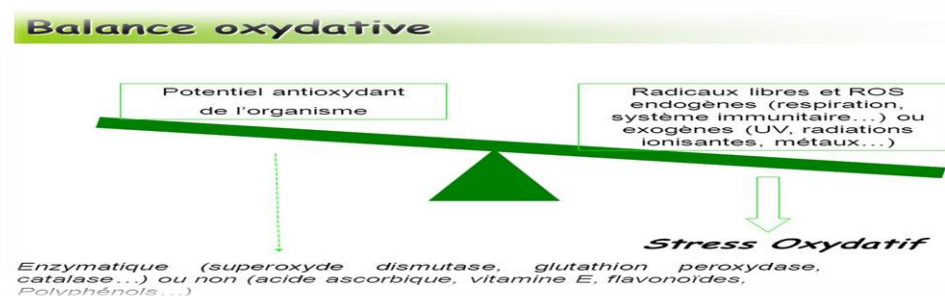 Balance oxydative
Potentiel antioxydant
de l'organisme
Radicaux libres et ROS
endogènes (respiration,
système immunitaire...) ou
exogènes (UV, radiations
ionisantes, métaux...)
Stress Oxydatif
Enzymatique (superoxyde dismutase, glutathion peroxydase,
catalase...) ou non (acide ascorbique, vitamine E, flavonoïdes,
Polyphénols...)